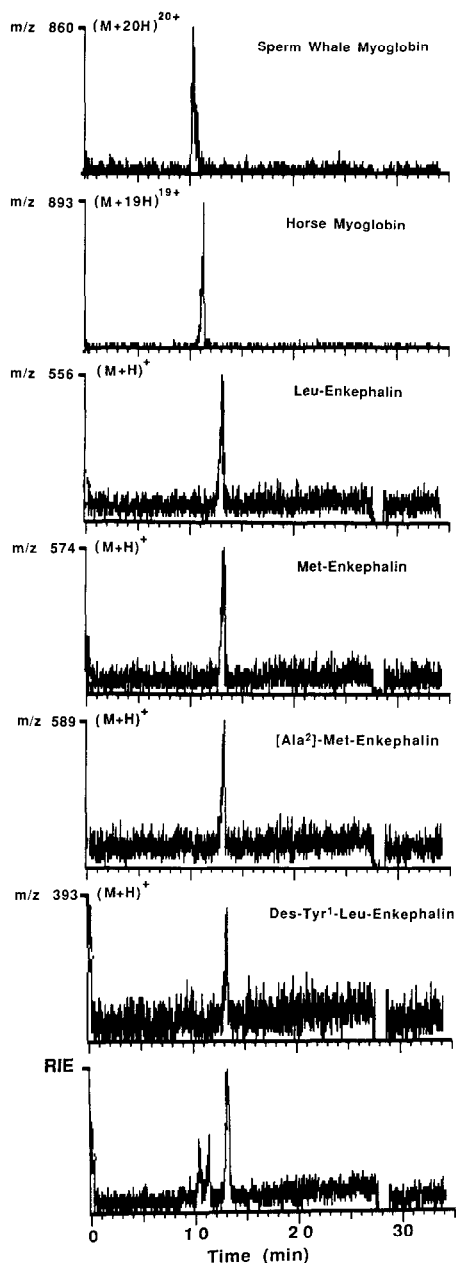 m/z 860 (M+20H)²⁰⁺
Sperm Whale Myoglobin
m/z 893 (M+19H)¹⁹⁺
Horse Myoglobin
m/z 556 (M+H)⁺
Leu-Enkephalin
m/z 574 (M+H)⁺
Met-Enkephalin
m/z 589 (M+H)⁺
[Ala²]-Met-Enkephalin
m/z 393 (M+H)⁺
Des-Tyr¹-Leu-Enkephalin
RIE
0 10 20 30
Time (min)